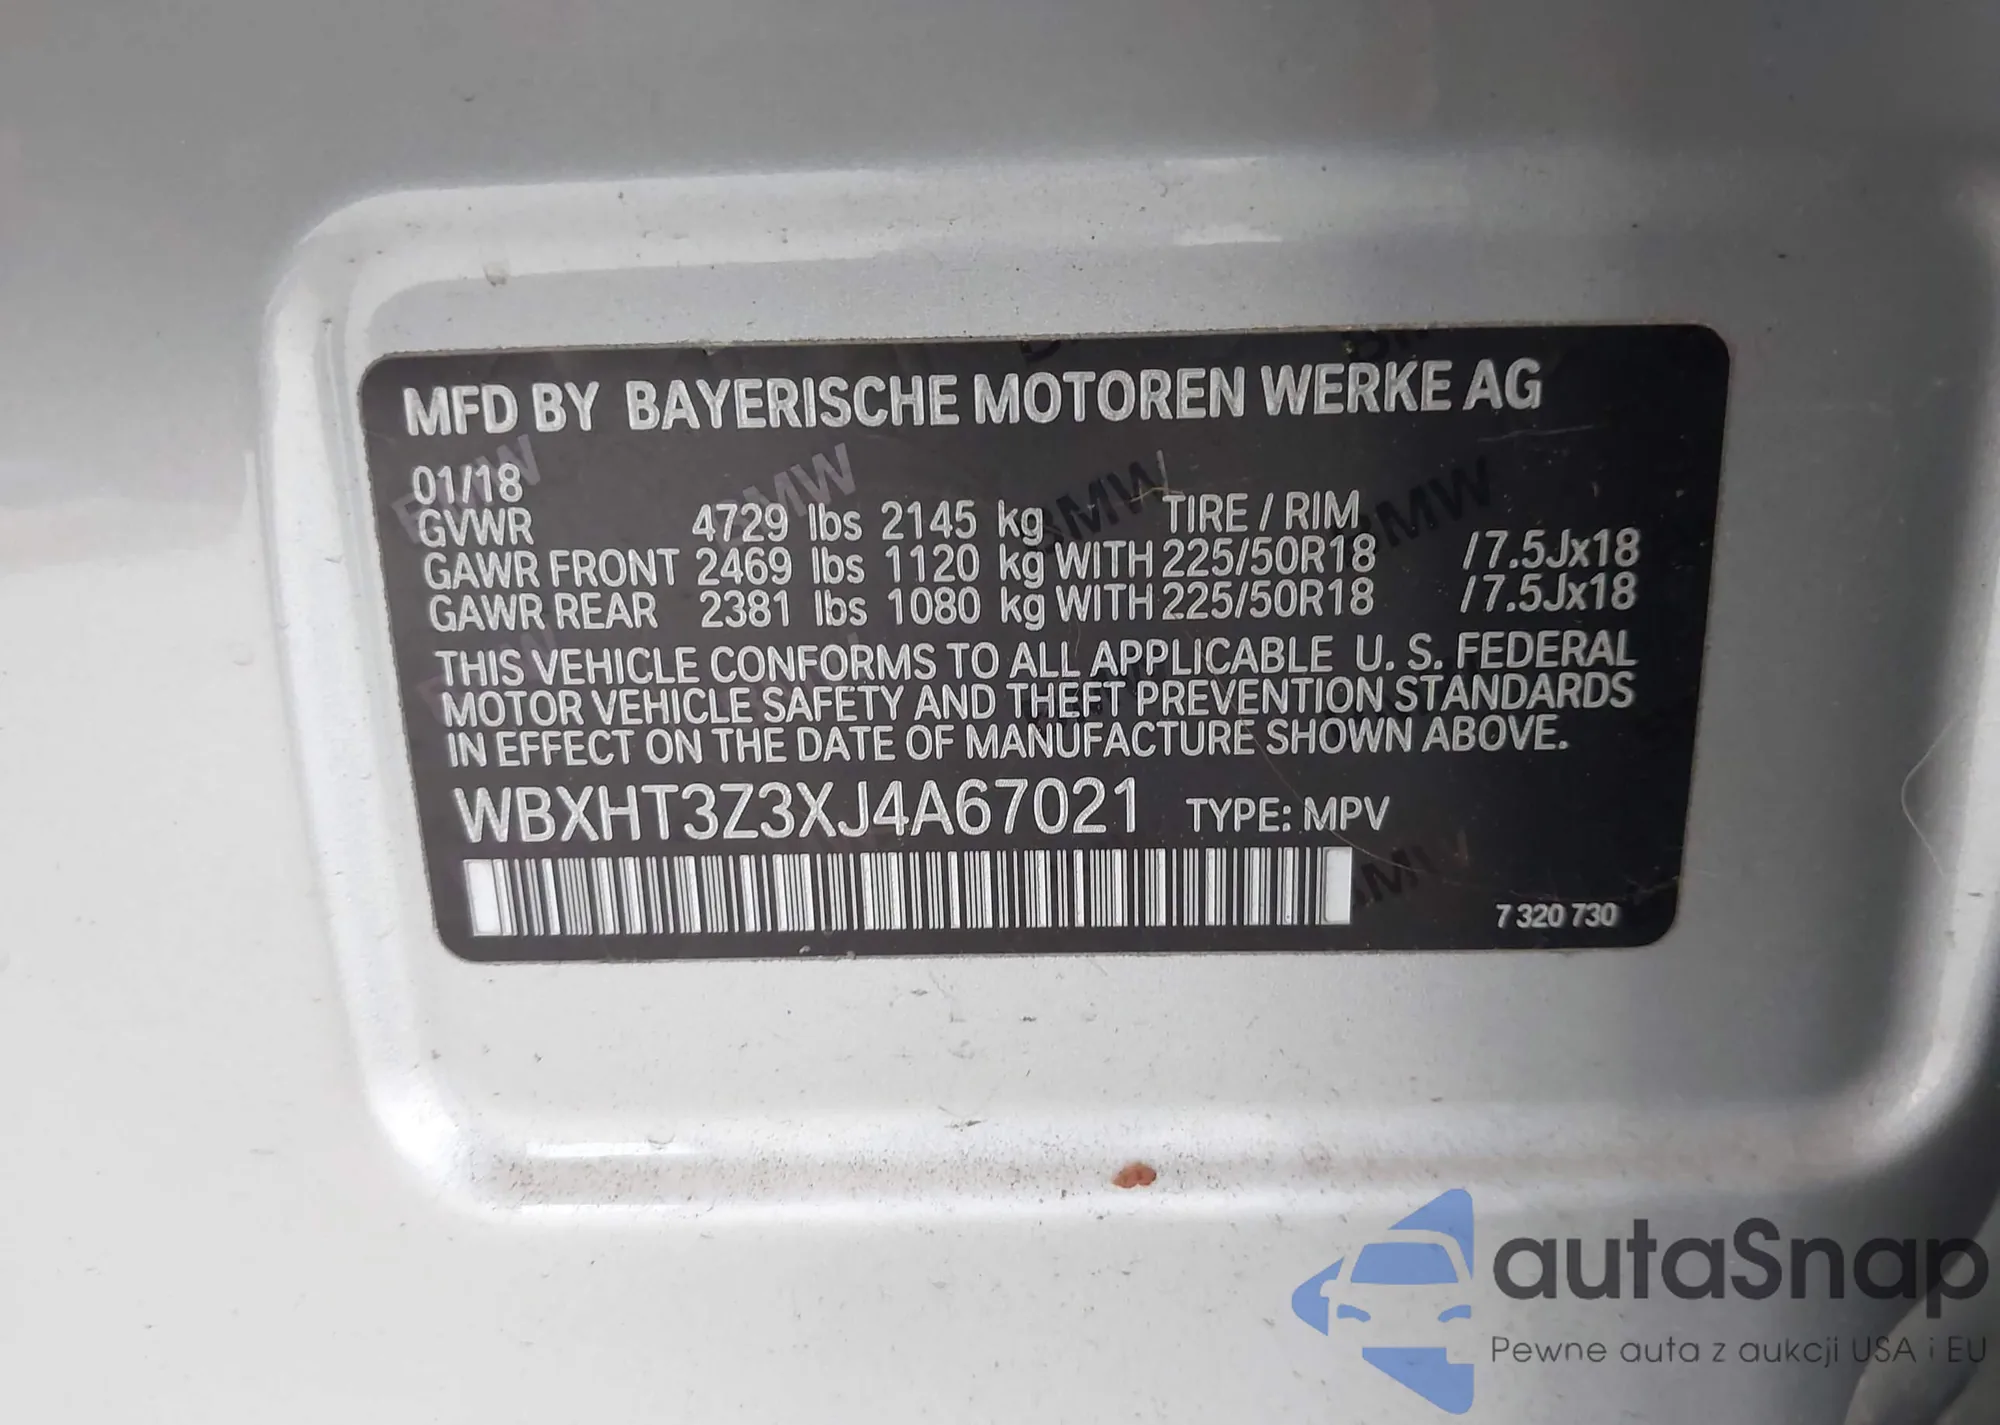 MFD BY BAYERISCHE MOTOREN WERKE AG
01/18
GVWR 4729 lbs 2145 kg TIRE / RIM
GAWR FRONT 2469 lbs 1120 kg WITH 225/50R18 /7.5Jx18
GAWR REAR 2381 lbs 1080 kg WITH 225/50R18 /7.5Jx18
THIS VEHICLE CONFORMS TO ALL APPLICABLE U. S. FEDERAL
MOTOR VEHICLE SAFETY AND THEFT PREVENTION STANDARDS
IN EFFECT ON THE DATE OF MANUFACTURE SHOWN ABOVE.
WBXHT3Z3XJ4A67021 TYPE: MPV
7 320 730
autaSnap
Pewne auta z aukcji USA i EU